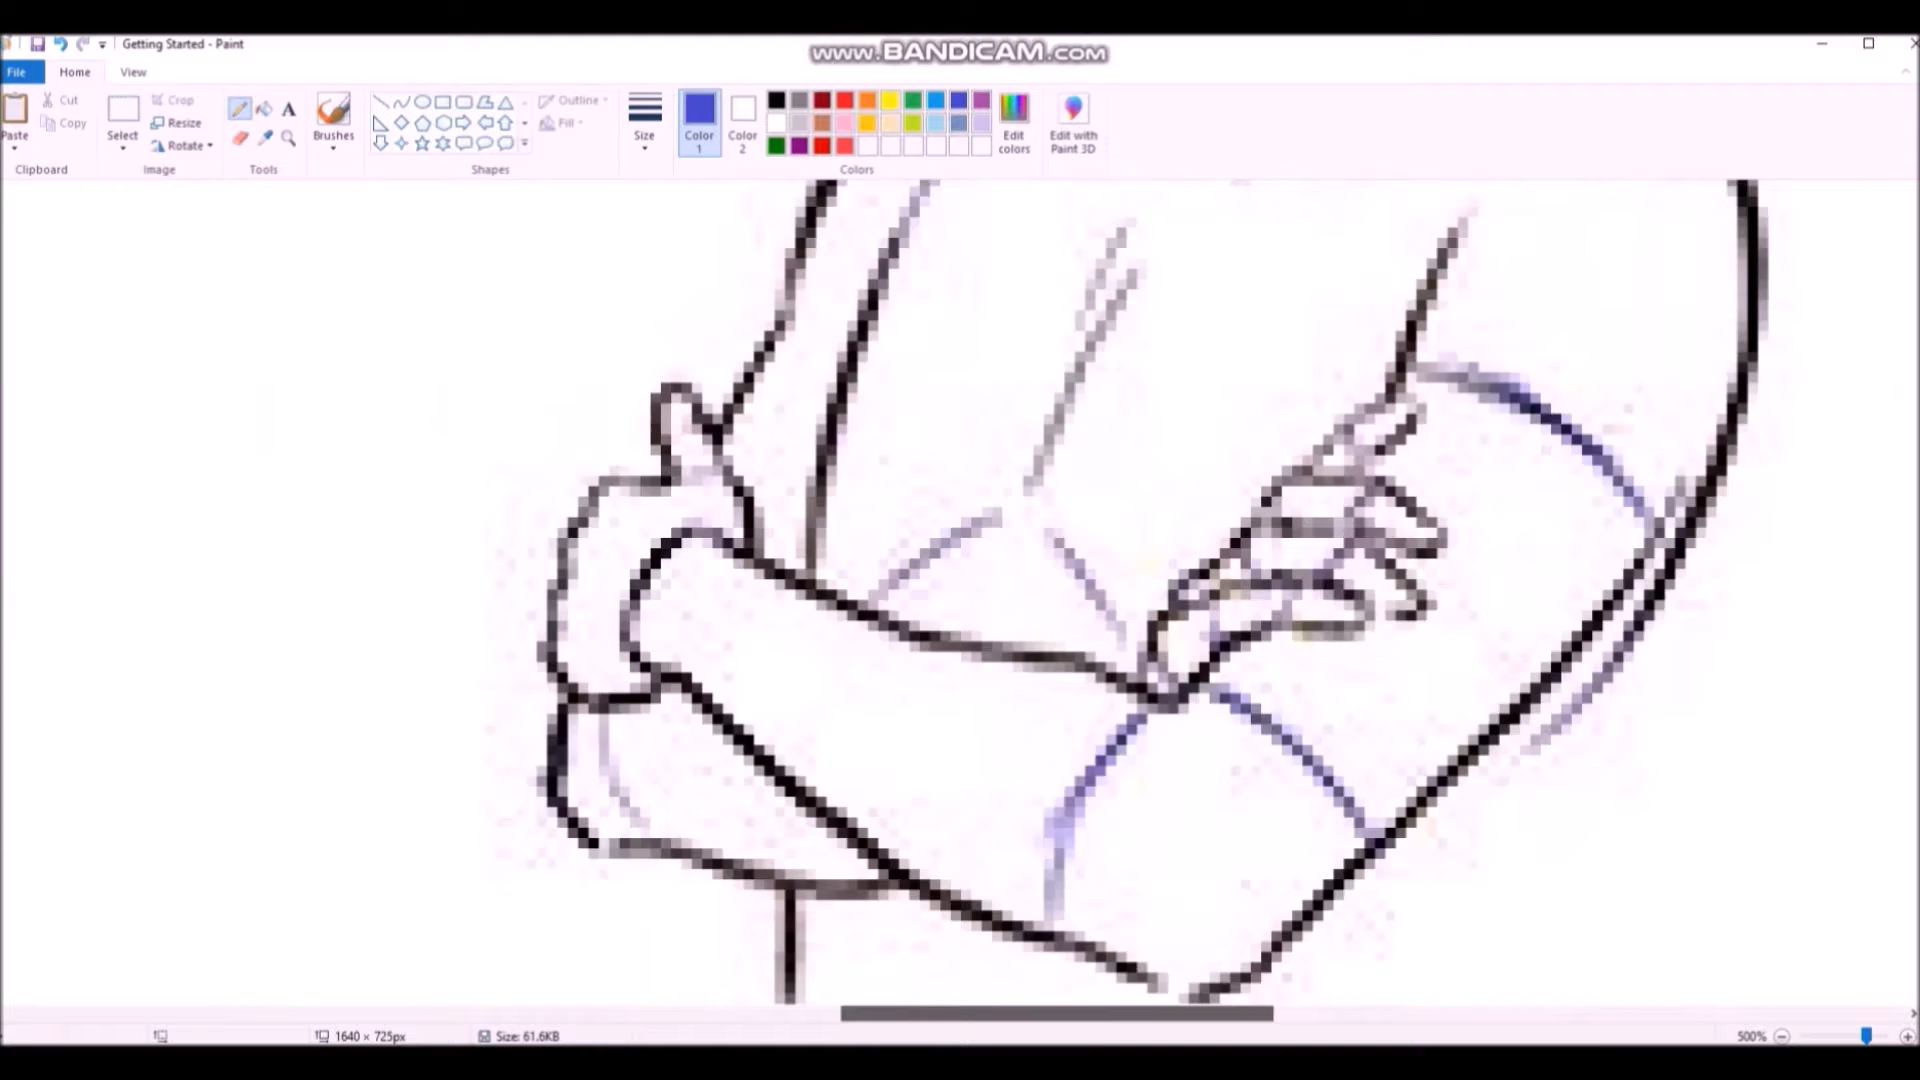 Getting Started - Paint
www.BANDICAM.com
File Home View
Paste
Cut
Copy
Clipboard
Select
Crop
Resize
Rotate
Image
Tools
Brushes
Shapes
Outline
Fill
Size
Color 1
Color 2
Colors
Edit colors
Edit with Paint 3D
1640 × 725px
Size: 61.6KB
500%